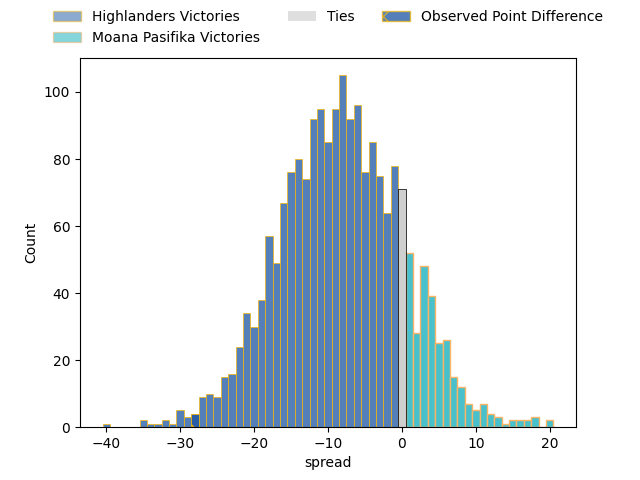 Highlanders Victories
Moana Pasifika Victories
Ties
Observed Point Difference
100
80
60
40
20
0
Count
−40 −30 −20 −10 0 10 20
spread